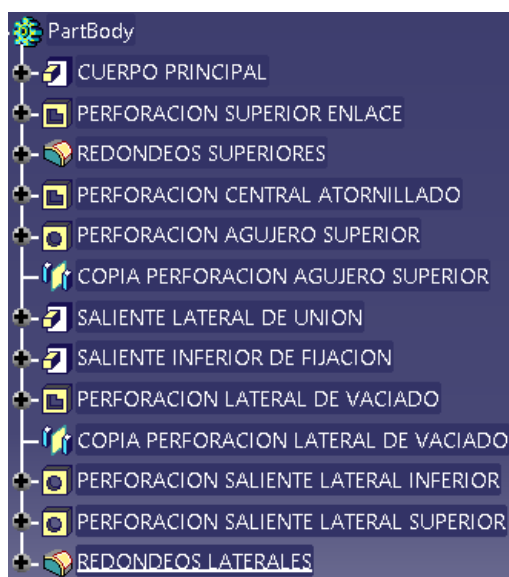 PartBody
CUERPO PRINCIPAL
PERFORACION SUPERIOR ENLACE
REDONDEOS SUPERIORES
PERFORACION CENTRAL ATORNILLADO
PERFORACION AGUJERO SUPERIOR
COPIA PERFORACION AGUJERO SUPERIOR
SALIENTE LATERAL DE UNION
SALIENTE INFERIOR DE FIJACION
PERFORACION LATERAL DE VACIADO
COPIA PERFORACION LATERAL DE VACIADO
PERFORACION SALIENTE LATERAL INFERIOR
PERFORACION SALIENTE LATERAL SUPERIOR
REDONDEOS LATERALES